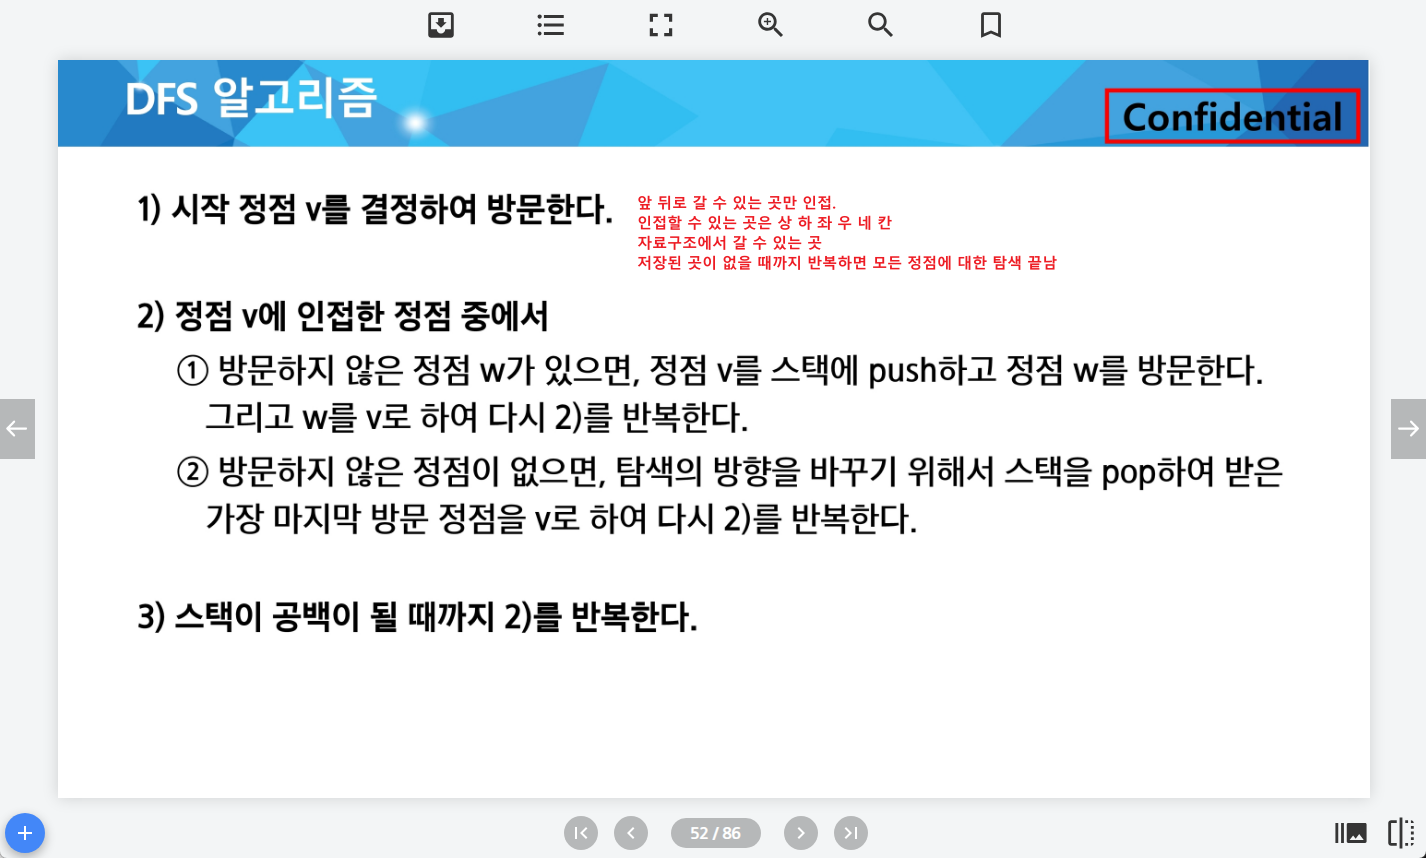 DFS 알고리즘
Confidential
1) 시작 정점 v를 결정하여 방문한다.
앞 뒤로 갈 수 있는 곳만 인접.
인접할 수 있는 곳은 상 하 좌 우 네 칸
자료구조에서 갈 수 있는 곳
저장된 곳이 없을 때까지 반복하면 모든 정점에 대한 탐색 끝남
2) 정점 v에 인접한 정점 중에서
① 방문하지 않은 정점 w가 있으면, 정점 v를 스택에 push하고 정점 w를 방문한다.
그리고 w를 v로 하여 다시 2)를 반복한다.
② 방문하지 않은 정점이 없으면, 탐색의 방향을 바꾸기 위해서 스택을 pop하여 받은
가장 마지막 방문 정점을 v로 하여 다시 2)를 반복한다.
3) 스택이 공백이 될 때까지 2)를 반복한다.
52 / 86